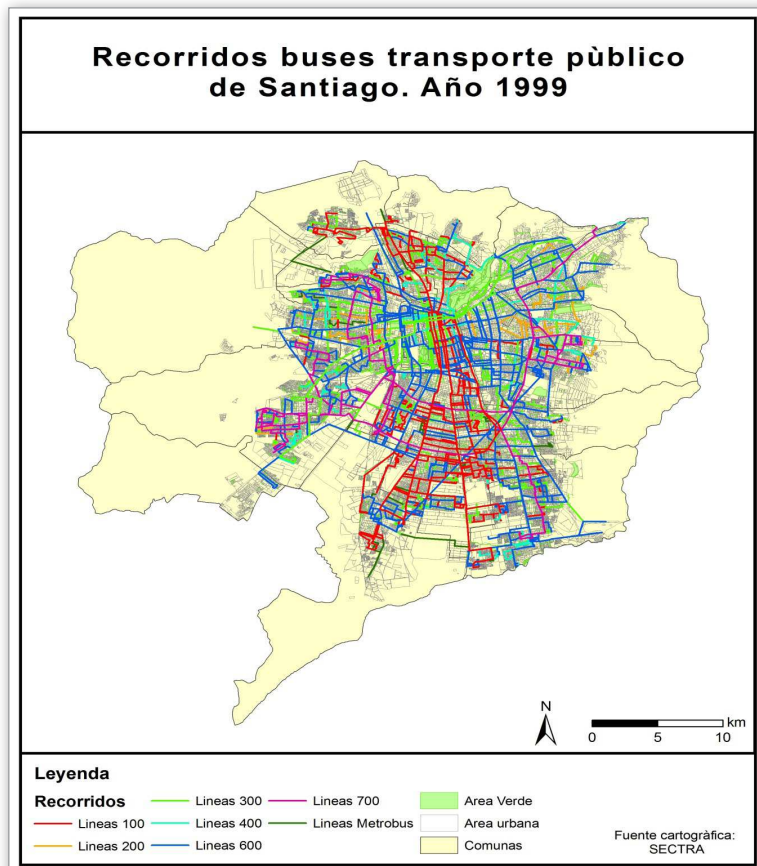 Recorridos buses transporte pùblico
de Santiago. Año 1999
N
km
0 5 10
Leyenda
Recorridos
Lineas 100
Lineas 200
Lineas 300
Lineas 400
Lineas 600
Lineas 700
Lineas Metrobus
Area Verde
Area urbana
Comunas
Fuente cartogràfica:
SECTRA